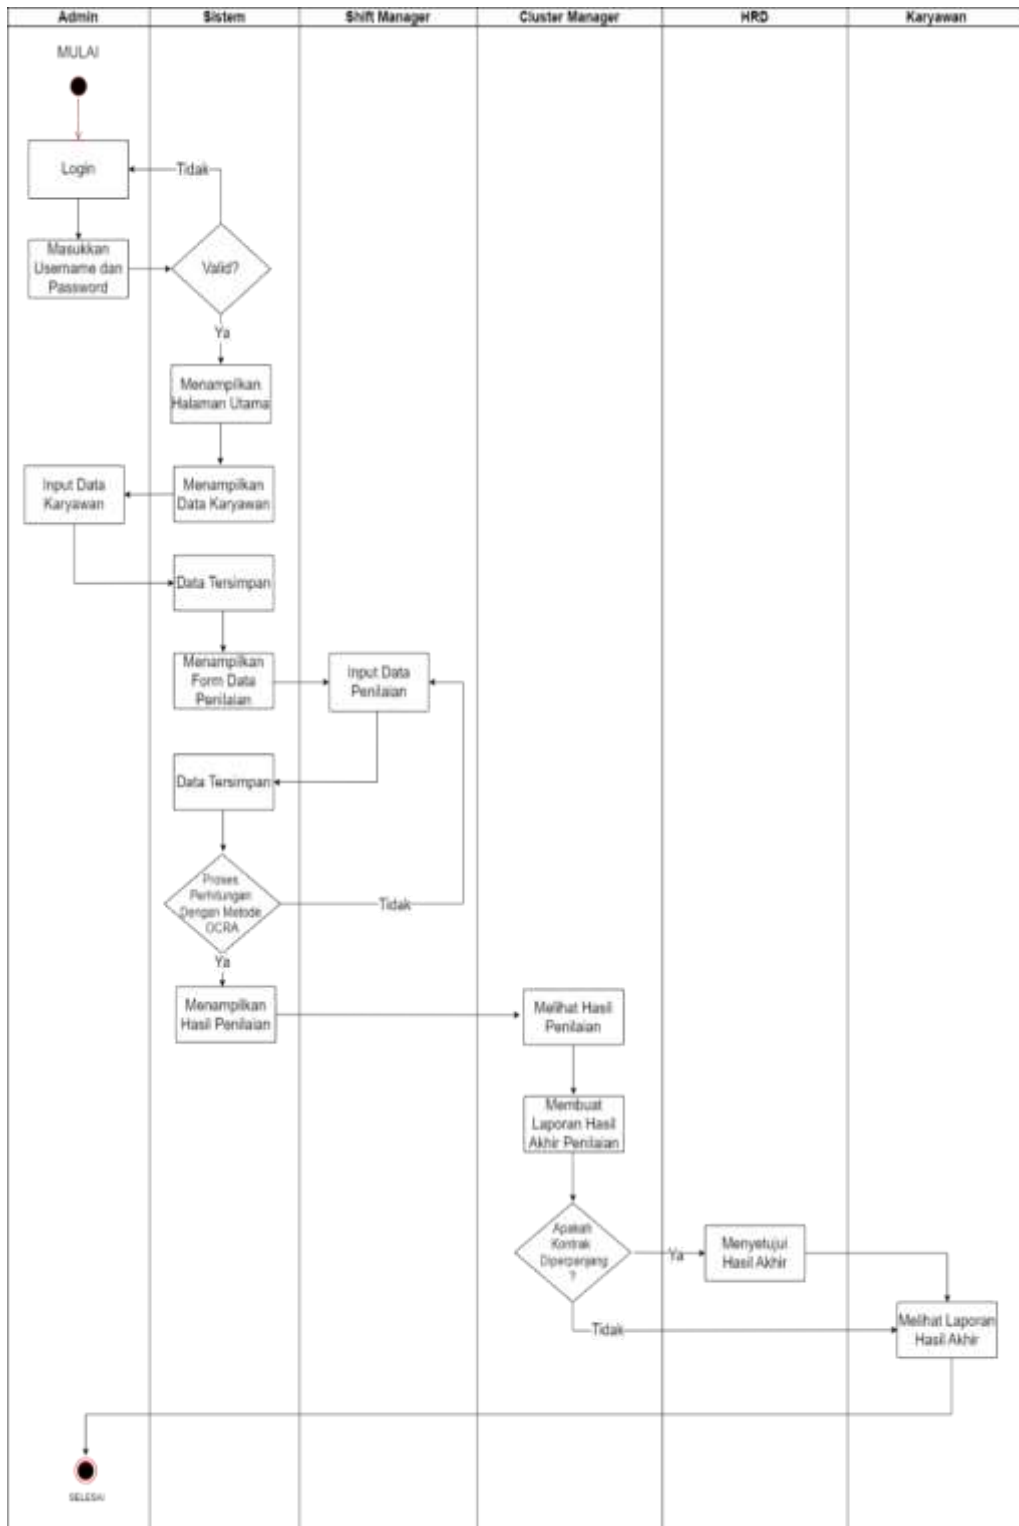 Admin
Sistem
Shift Manager
Cluster Manager
HRD
Karyawan
MULAI
Login
Tidak
Masukkan
Username dan
Password
Valid?
Ya
Menampilkan
Halaman Utama
Input Data
Karyawan
Menampilkan
Data Karyawan
Data Tersimpan
Menampilkan
Form Data
Penilaian
Input Data
Penilaian
Data Tersimpan
Proses
Perhitungan
Dengan Metode
OCRA
Tidak
Ya
Menampilkan
Hasil Penilaian
Melihat Hasil
Penilaian
Membuat
Laporan Hasil
Akhir Penilaian
Apakah
Kontrak
Diperpanjang
?
Ya
Menyetujui
Hasil Akhir
Tidak
Melihat Laporan
Hasil Akhir
SELESAI